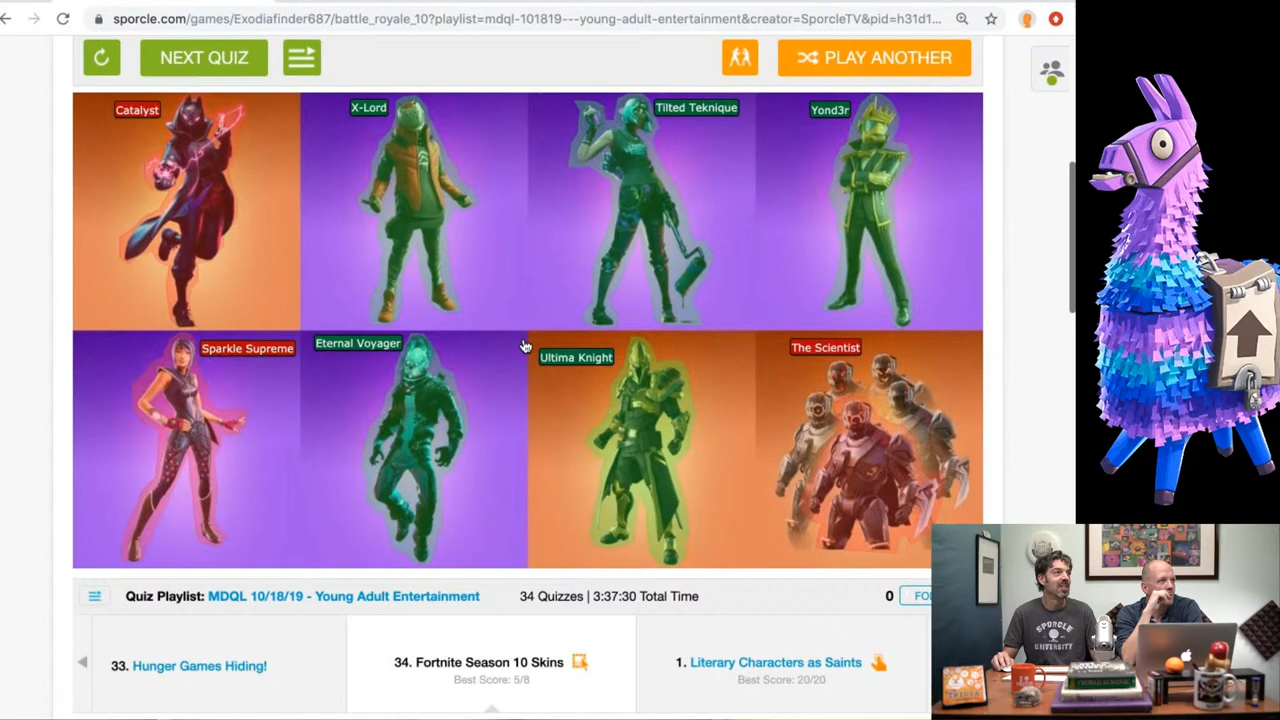 sporcle.com/games/Exodiafinder687/battle_royale_10?playlist=mdql-101819---young-adult-entertainment&creator=SporcleTV&pid=h31d1...
NEXT QUIZ
PLAY ANOTHER
Catalyst
X-Lord
Tilted Teknique
Yond3r
Sparkle Supreme
Eternal Voyager
Ultima Knight
The Scientist
Quiz Playlist: MDQL 10/18/19 - Young Adult Entertainment
34 Quizzes | 3:37:30 Total Time
0
FO
33. Hunger Games Hiding!
34. Fortnite Season 10 Skins
Best Score: 5/8
1. Literary Characters as Saints
Best Score: 20/20
SPORCLE
UNIVERSITY